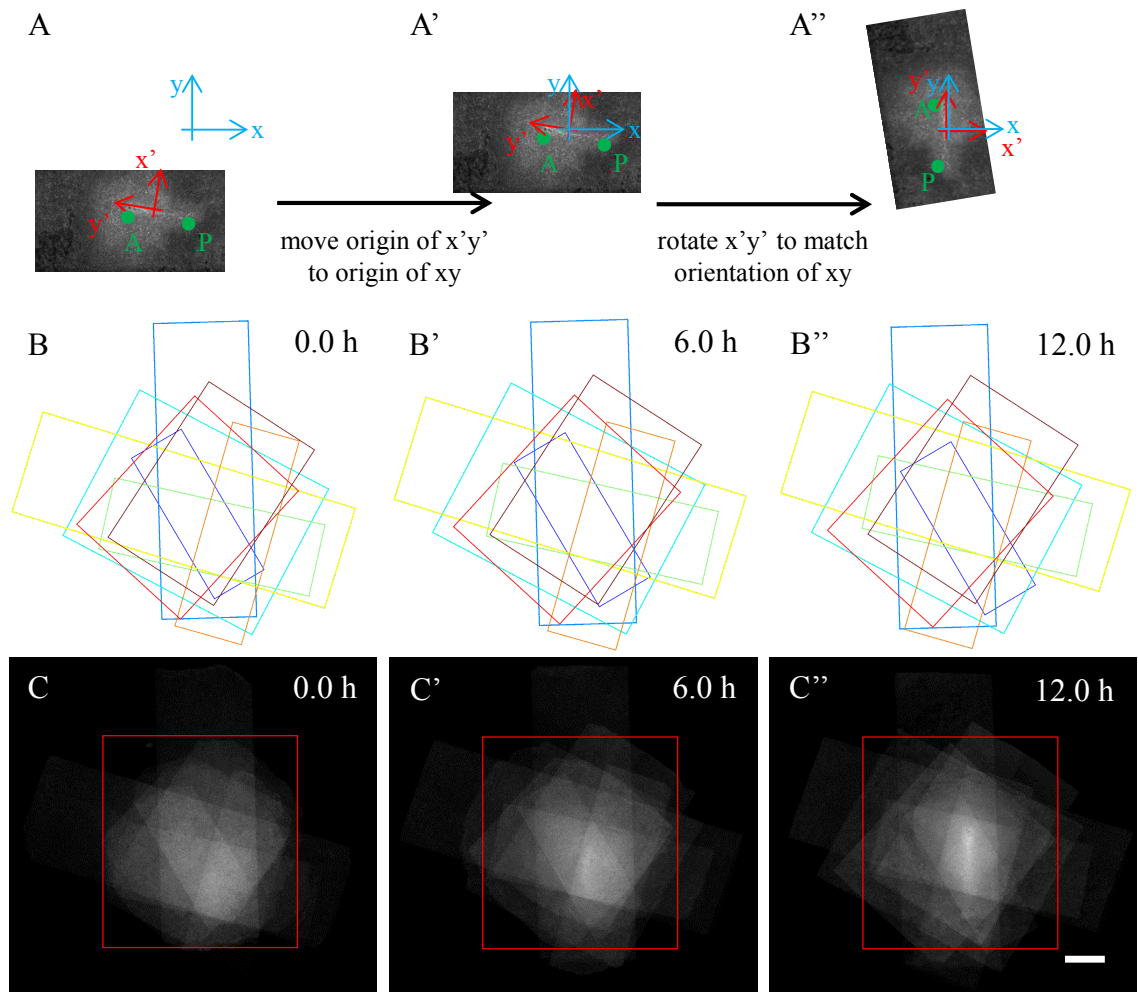 A
A’
A’’
y
x
x’
y’
A
P
y
x’
x
y’
A
P
y’
y
A
x
x’
P
move origin of x’y’
to origin of xy
rotate x’y’ to match
orientation of xy
B
0.0 h
B’
6.0 h
B’’
12.0 h
C
0.0 h
C’
6.0 h
C’’
12.0 h